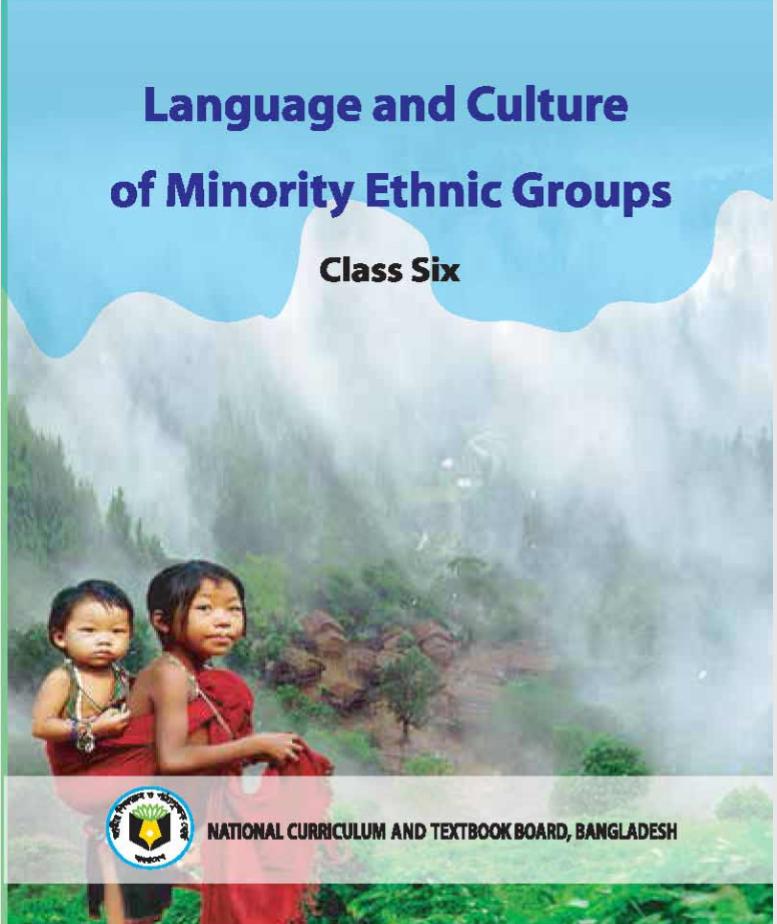 Language and Culture
of Minority Ethnic Groups
Class Six
NATIONAL CURRICULUM AND TEXTBOOK BOARD, BANGLADESH